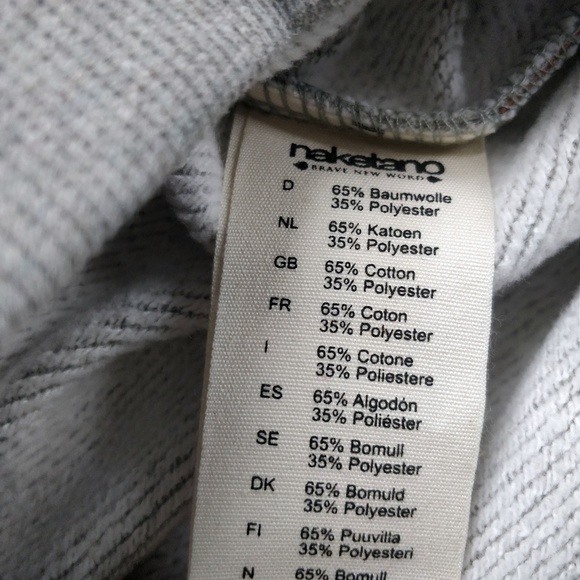 naketano
BRAVE NEW WORD
D 65% Baumwolle
35% Polyester
NL 65% Katoen
35% Polyester
GB 65% Cotton
35% Polyester
FR 65% Coton
35% Polyester
I 65% Cotone
35% Poliestere
ES 65% Algodón
35% Poliéster
SE 65% Bomull
35% Polyester
DK 65% Bomuld
35% Polyester
FI 65% Puuvilla
35% Polyesteri
N 65% Bomull